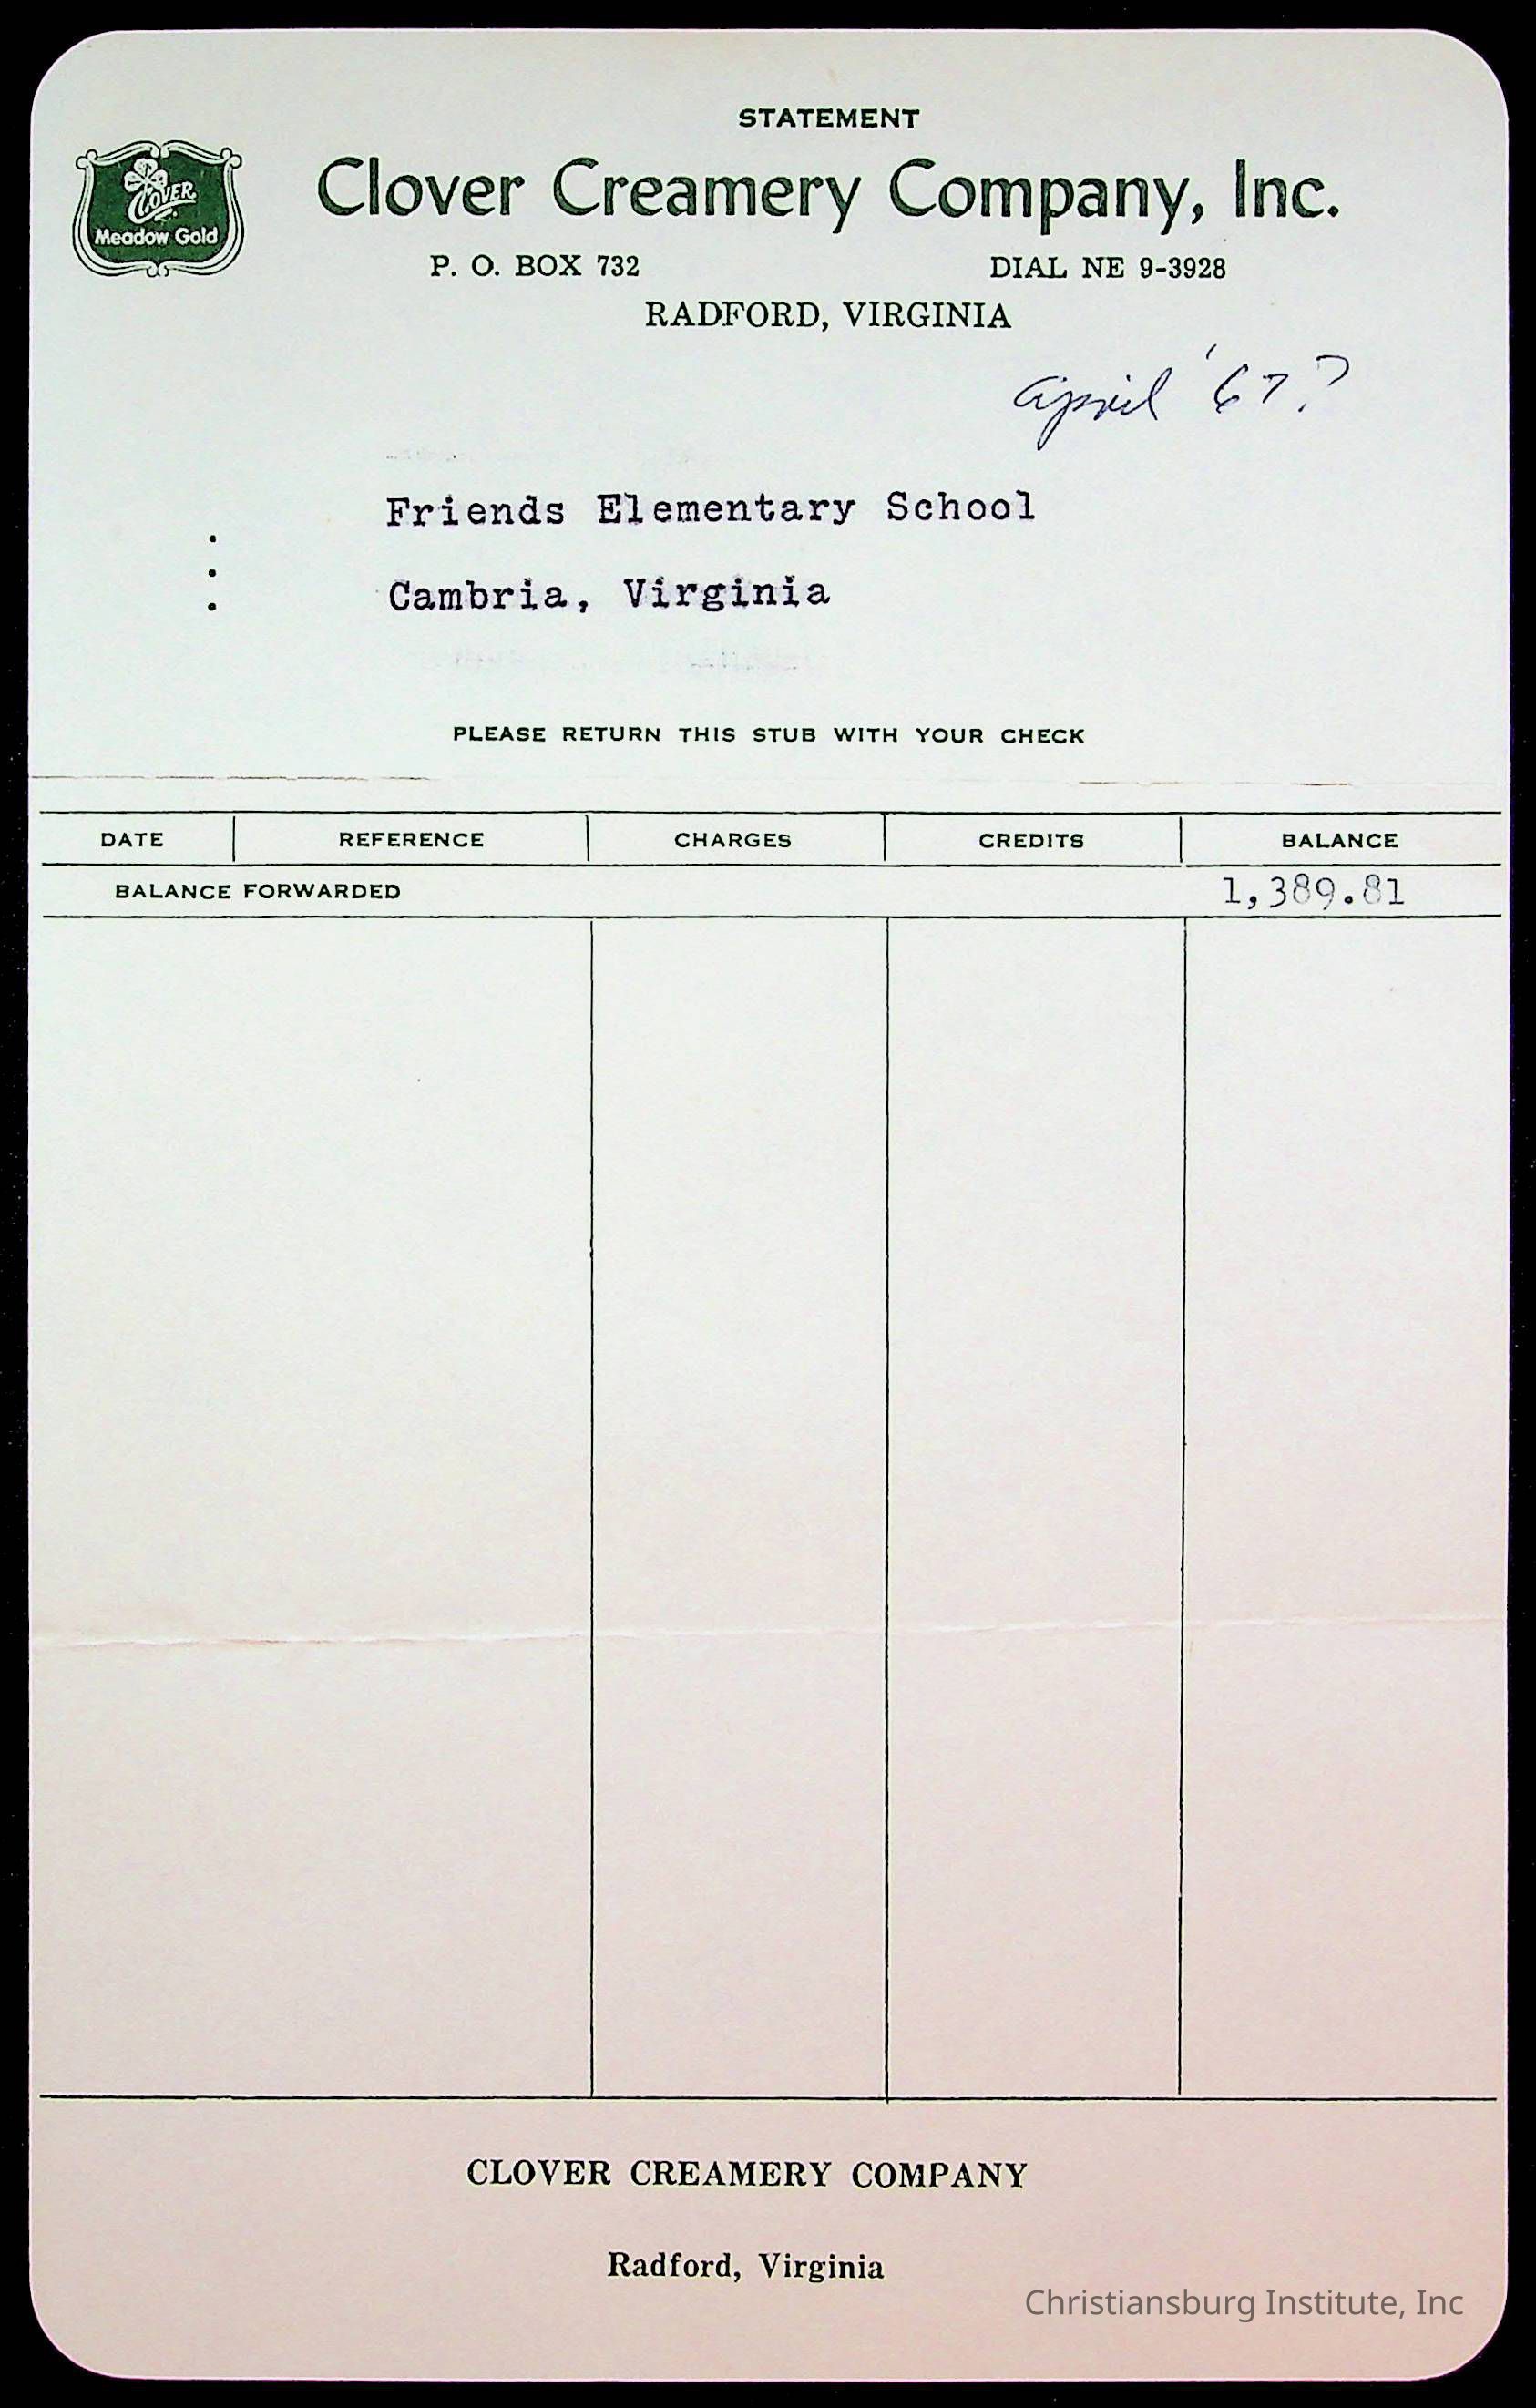 STATEMENT
CLOVER
Meadow Gold
Clover Creamery Company, Inc.
P. O. BOX 732 DIAL NE 9-3928
RADFORD, VIRGINIA
April '67?
Friends Elementary School
Cambria, Virginia
PLEASE RETURN THIS STUB WITH YOUR CHECK
DATE REFERENCE CHARGES CREDITS BALANCE
BALANCE FORWARDED 1,389.81
CLOVER CREAMERY COMPANY
Radford, Virginia
Christiansburg Institute, Inc